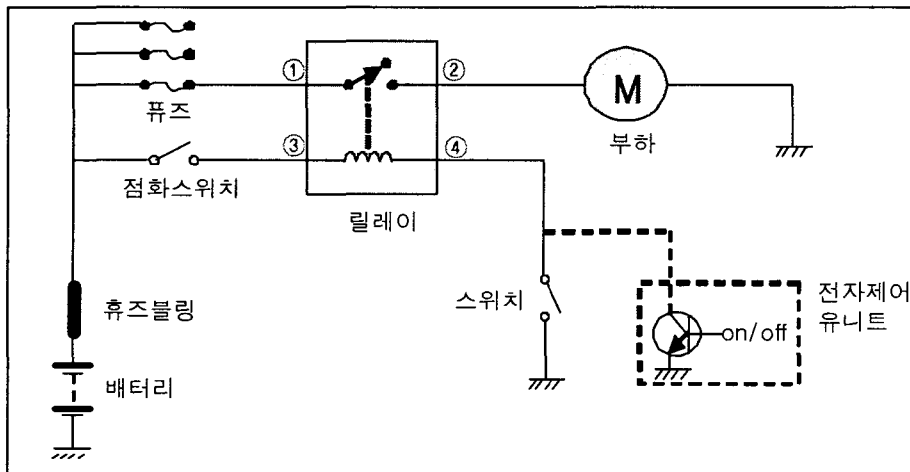 ① ②
M
퓨즈
부하
③ ④
점화스위치
릴레이
휴즈블링
스위치
전자제어
유니트
on/off
배터리